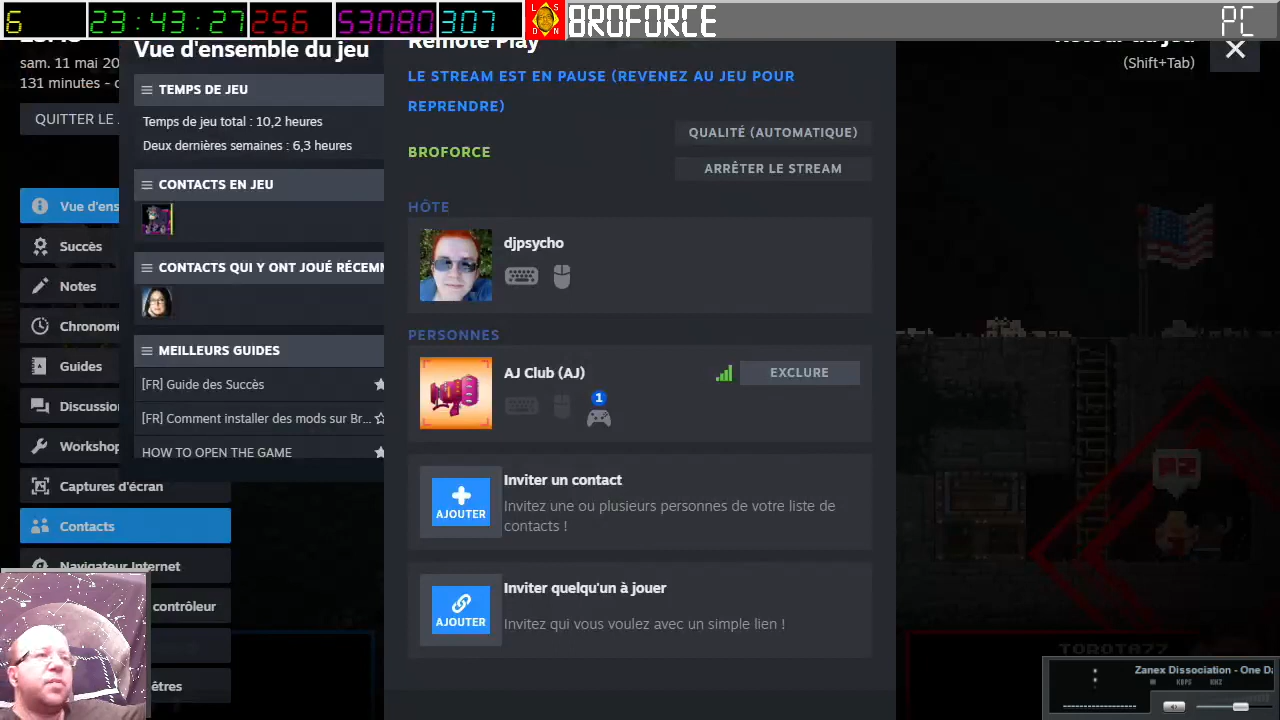 6
23:43:27
256
53080
307
L S
D N
BROFORCE
PC
Vue d'ensemble du jeu
Remote Play
(Shift+Tab)
sam. 11 mai 20
131 minutes - d
QUITTER LE
LE STREAM EST EN PAUSE (REVENEZ AU JEU POUR
REPRENDRE)
TEMPS DE JEU
Temps de jeu total : 10,2 heures
Deux dernières semaines : 6,3 heures
BROFORCE
QUALITÉ (AUTOMATIQUE)
ARRÊTER LE STREAM
CONTACTS EN JEU
HÔTE
djpsycho
Vue d'ens
Succès
Notes
Chronomé
Guides
Discussio
Workshop
Captures d'écran
Contacts
Navigateur Internet
contrôleur
êtres
CONTACTS QUI Y ONT JOUÉ RÉCEMM
MEILLEURS GUIDES
[FR] Guide des Succès
[FR] Comment installer des mods sur Br...
HOW TO OPEN THE GAME
PERSONNES
AJ Club (AJ)
EXCLURE
1
Inviter un contact
AJOUTER
Invitez une ou plusieurs personnes de votre liste de
contacts !
Inviter quelqu'un à jouer
AJOUTER
Invitez qui vous voulez avec un simple lien !
TOROTA77
Zanex Dissociation - One Da
KBPS
KHZ